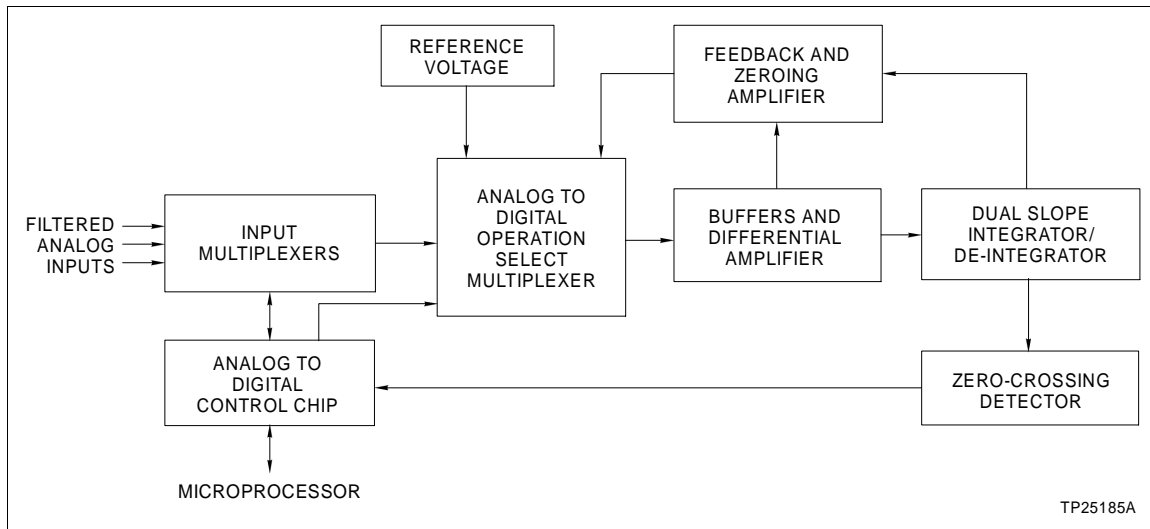 REFERENCE
VOLTAGE
FEEDBACK AND
ZEROING
AMPLIFIER
FILTERED
ANALOG
INPUTS
INPUT
MULTIPLEXERS
ANALOG TO
DIGITAL
OPERATION
SELECT
MULTIPLEXER
BUFFERS AND
DIFFERENTIAL
AMPLIFIER
DUAL SLOPE
INTEGRATOR/
DE-INTEGRATOR
ANALOG TO
DIGITAL
CONTROL CHIP
ZERO-CROSSING
DETECTOR
MICROPROCESSOR
TP25185A